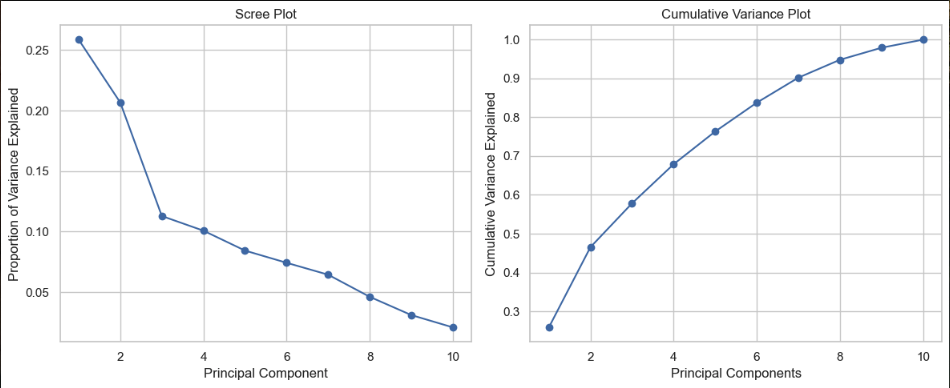 Scree Plot
Proportion of Variance Explained
0.25
0.20
0.15
0.10
0.05
2 4 6 8 10
Principal Component
Cumulative Variance Plot
Cumulative Variance Explained
1.0
0.9
0.8
0.7
0.6
0.5
0.4
0.3
2 4 6 8 10
Principal Components